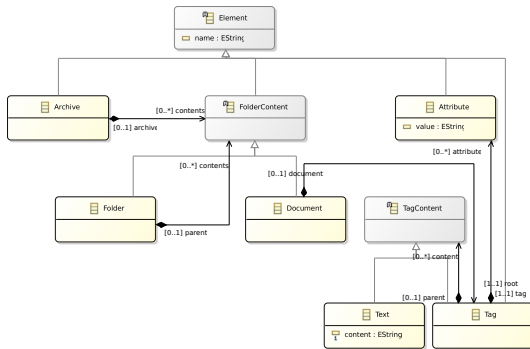 Element
name : EString
Archive
[0..*] contents
[0..1] archive
FolderContent
Attribute
value : EString
[0..*] contents
[0..1] document
[0..*] attribute
Folder
[0..1] parent
Document
TagContent
[0..*] content
[0..1] parent
[1..1] root
[1..1] tag
Text
content : EString
Tag